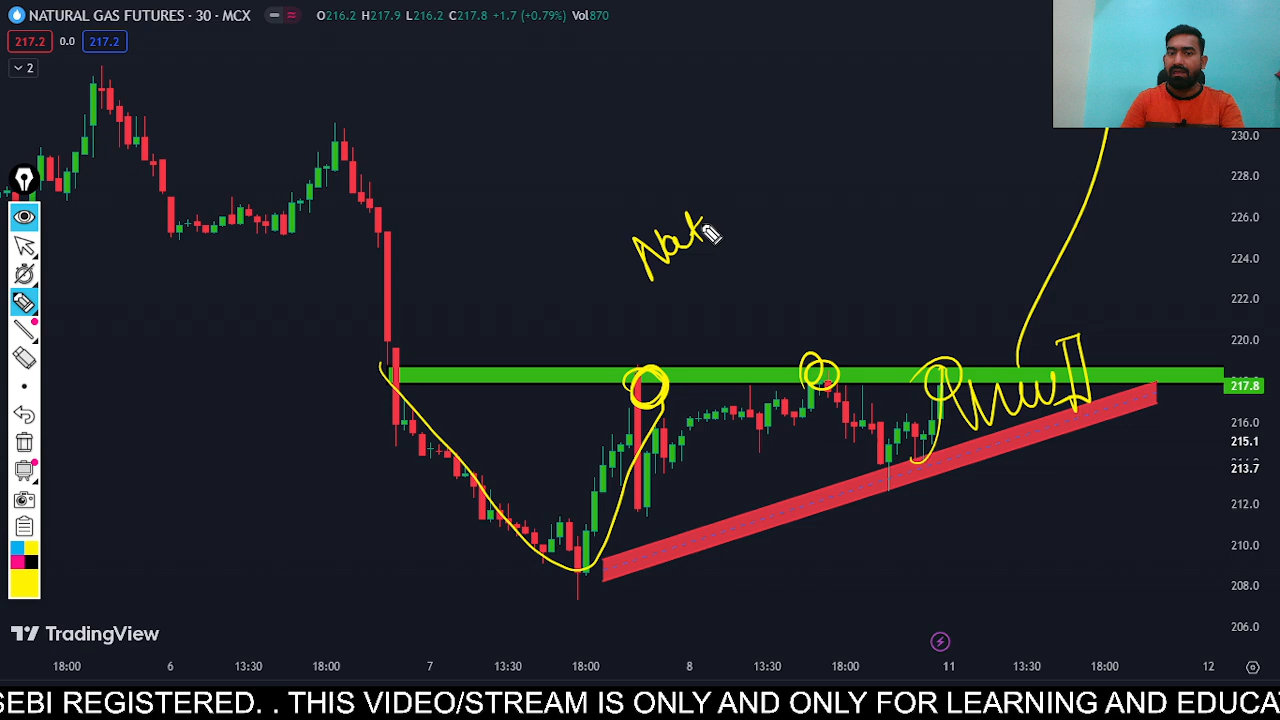 NATURAL GAS FUTURES · 30 · MCX O216.2 H217.9 L216.2 C217.8 +1.7 (+0.79%) Vol870
217.2 0.0 217.2
2
Nat
230.0
228.0
226.0
224.0
222.0
220.0
217.8
216.0
215.1
213.7
212.0
210.0
208.0
206.0
TradingView
18:00 6 13:30 18:00 7 13:30 18:00 8 13:30 18:00 11 13:30 18:00 12
SEBI REGISTERED. . THIS VIDEO/STREAM IS ONLY AND ONLY FOR LEARNING AND EDUCA